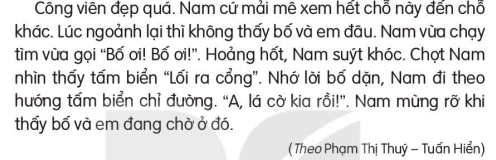 Công viên đẹp quá. Nam cứ mải mê xem hết chỗ này đến chỗ
khác. Lúc ngoảnh lại thì không thấy bố và em đâu. Nam vừa chạy
tìm vừa gọi “Bố ơi! Bố ơi!”. Hoảng hốt, Nam suýt khóc. Chợt Nam
nhìn thấy tấm biển “Lối ra cổng”. Nhớ lời bố dặn, Nam đi theo
hướng tấm biển chỉ đường. “A, lá cờ kia rồi!”. Nam mừng rỡ khi
thấy bố và em đang chờ ở đó.
(Theo Phạm Thị Thuý – Tuấn Hiển)